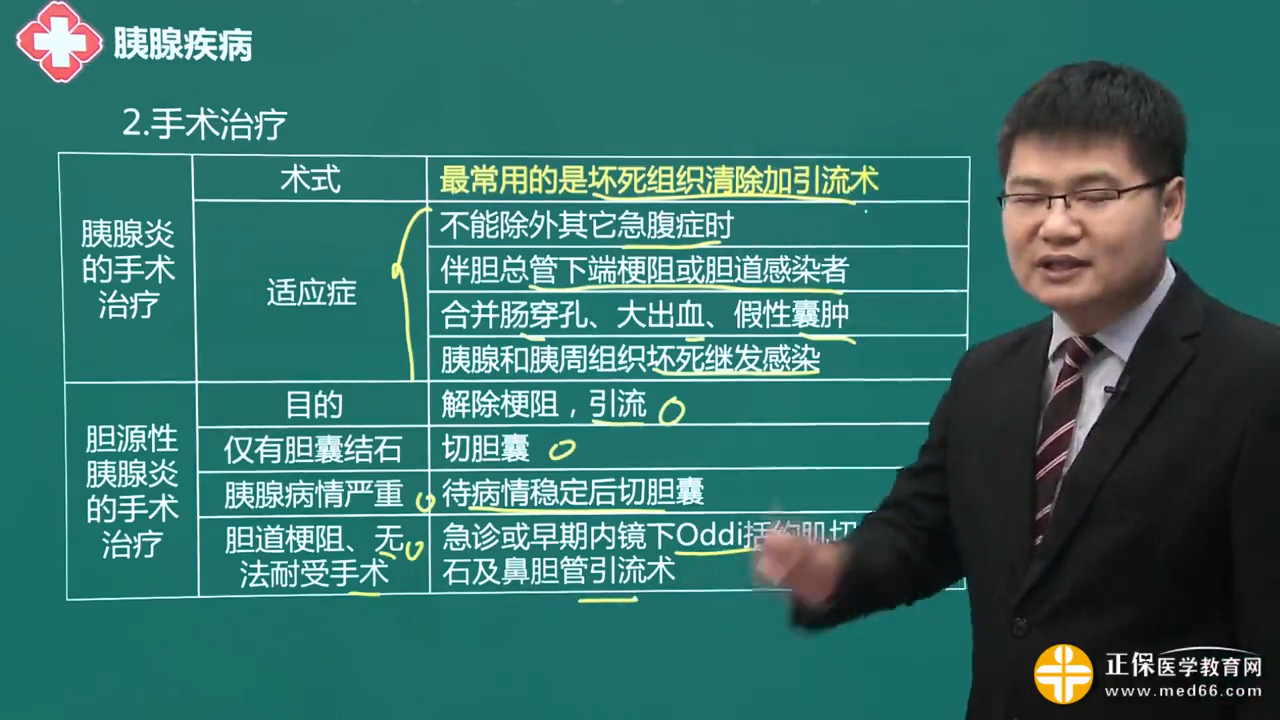 胰腺疾病
2.手术治疗
胰腺炎
的手术
治疗
术式
最常用的是坏死组织清除加引流术
适应症
不能除外其它急腹症时
伴胆总管下端梗阻或胆道感染者
合并肠穿孔、大出血、假性囊肿
胰腺和胰周组织坏死继发感染
胆源性
胰腺炎
的手术
治疗
目的
解除梗阻，引流
仅有胆囊结石
切胆囊
胰腺病情严重
待病情稳定后切胆囊
胆道梗阻、无
法耐受手术
急诊或早期内镜下Oddi括约肌切
石及鼻胆管引流术
正保医学教育网
www.med66.com